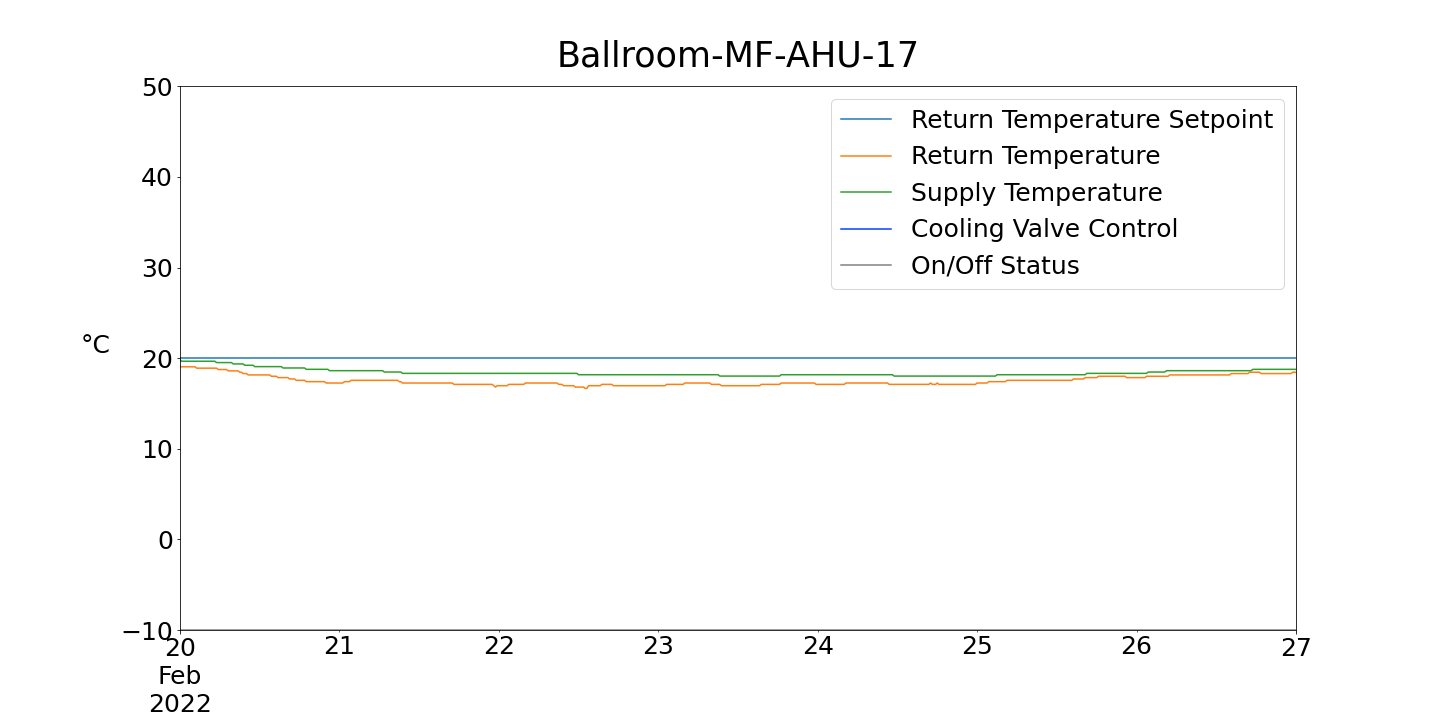 Ballroom-MF-AHU-17
50
40
30
20
10
0
−10
°C
Return Temperature Setpoint
Return Temperature
Supply Temperature
Cooling Valve Control
On/Off Status
20 21 22 23 24 25 26 27
Feb
2022